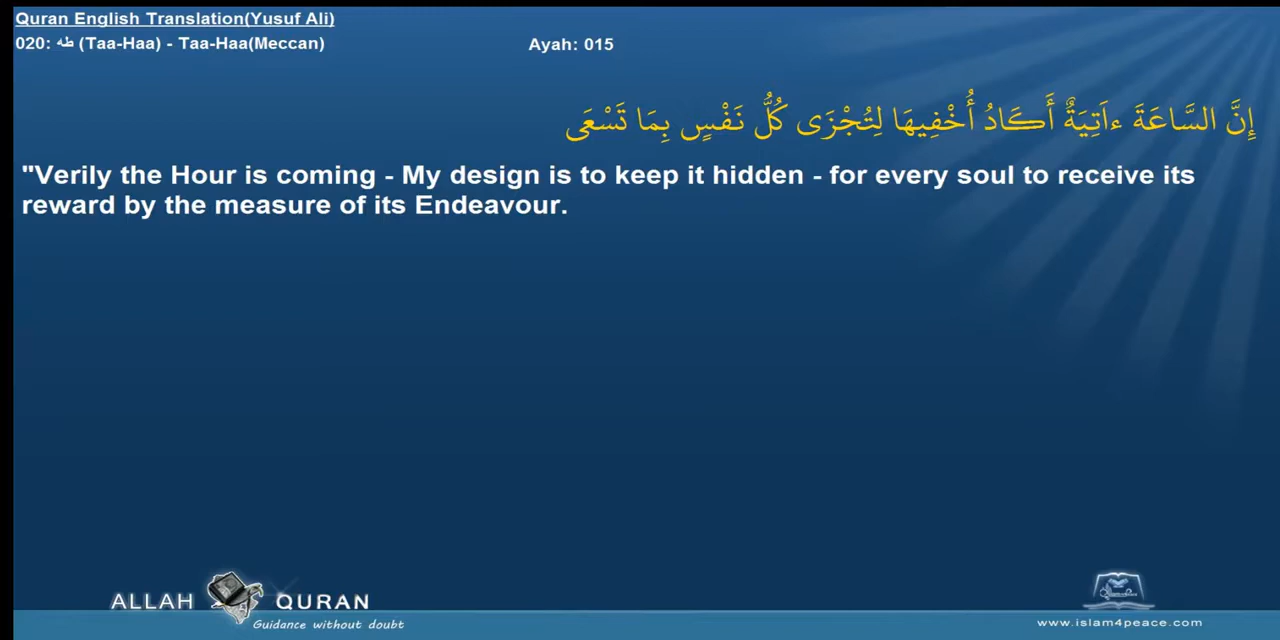 Quran English Translation(Yusuf Ali)
020: طه (Taa-Haa) - Taa-Haa(Meccan) Ayah: 015
إِنَّ السَّاعَةَ ءاَتِيَةٌ أَكَادُ أُخْفِيهَا لِتُجْزَى كُلُّ نَفْسٍ بِمَا تَسْعَى
"Verily the Hour is coming - My design is to keep it hidden - for every soul to receive its
reward by the measure of its Endeavour.
ALLAH QURAN
Guidance without doubt
www.islam4peace.com